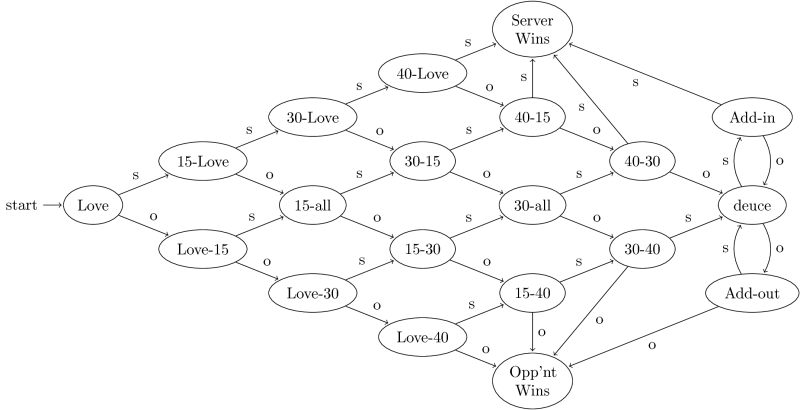 Server
Wins
s
40-Love
s
o
s
30-Love
40-15
Add-in
s
o
s
s
o
s
15-Love
30-15
40-30
s
o
s
o
s
o
s
o
start
Love
15-all
30-all
deuce
o
s
o
s
o
s
s
o
Love-15
15-30
30-40
o
s
o
s
Love-30
15-40
Add-out
o
s
o
o
o
Love-40
o
Opp'nt
Wins